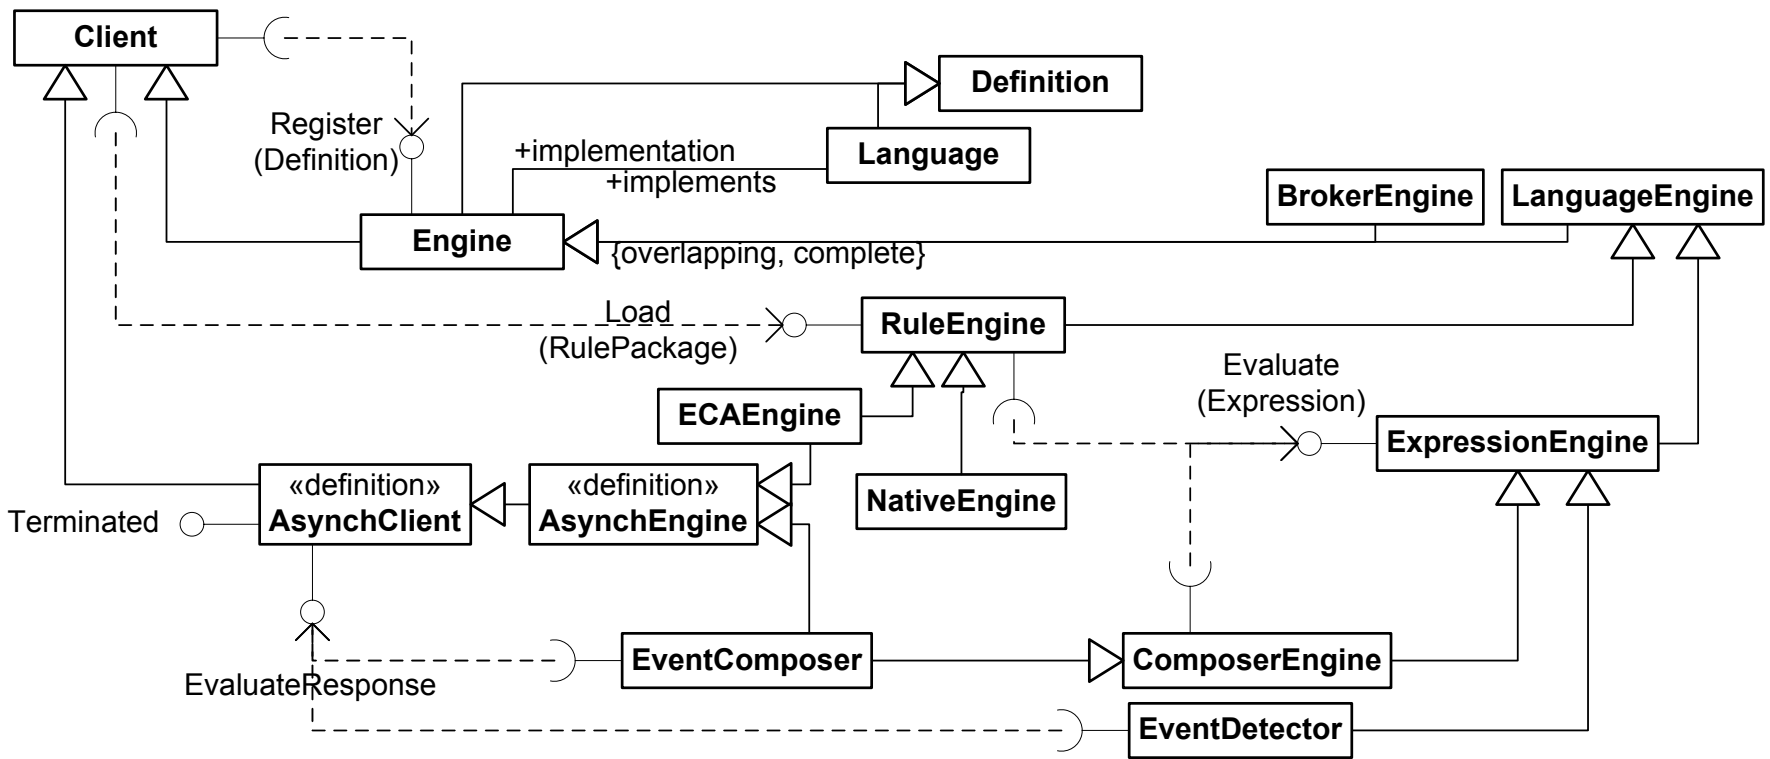 Client
Definition
Register
(Definition)
+implementation
Language
+implements
BrokerEngine
LanguageEngine
Engine
{overlapping, complete}
Load
(RulePackage)
RuleEngine
Evaluate
(Expression)
ECAEngine
ExpressionEngine
«definition»
AsynchClient
«definition»
AsynchEngine
NativeEngine
Terminated
EventComposer
ComposerEngine
EvaluateResponse
EventDetector